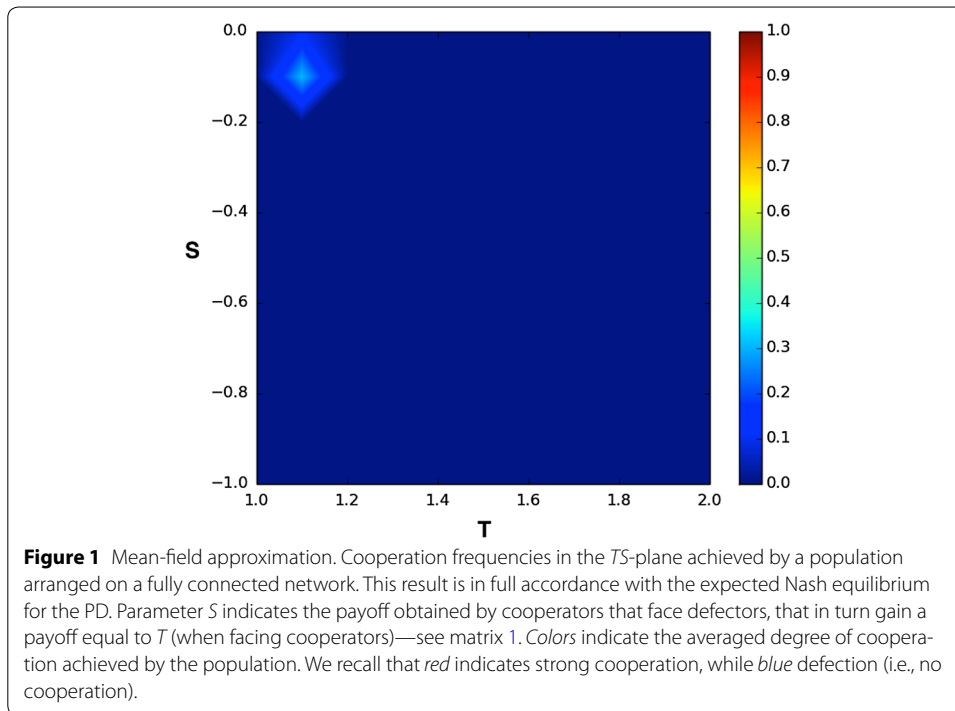 0.0
−0.2
−0.4
−0.6
−0.8
−1.0
S
1.0 1.2 1.4 1.6 1.8 2.0
T
1.0
0.9
0.8
0.7
0.6
0.5
0.4
0.3
0.2
0.1
0.0
Figure 1 Mean-field approximation. Cooperation frequencies in the TS-plane achieved by a population
arranged on a fully connected network. This result is in full accordance with the expected Nash equilibrium
for the PD. Parameter S indicates the payoff obtained by cooperators that face defectors, that in turn gain a
payoff equal to T (when facing cooperators)—see matrix 1. Colors indicate the averaged degree of coopera-
tion achieved by the population. We recall that red indicates strong cooperation, while blue defection (i.e., no
cooperation).